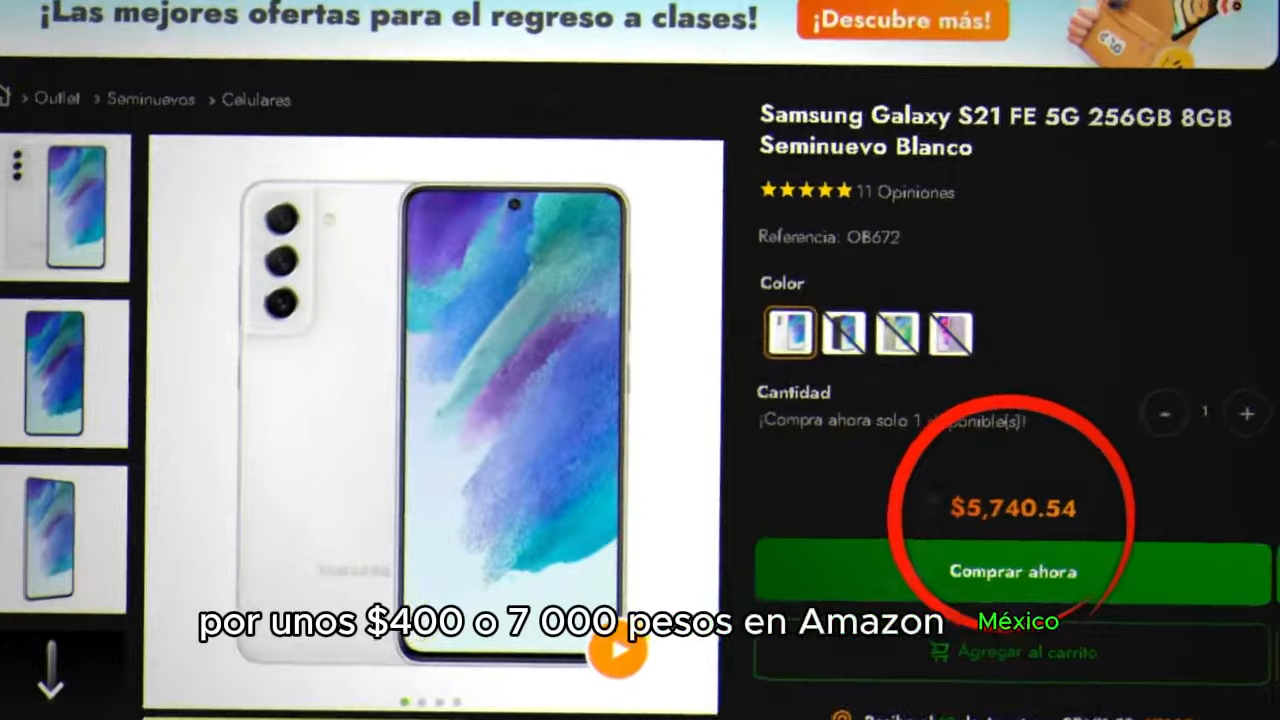 ¡Las mejores ofertas para el regreso a clases!
¡Descubre más!
> Outlet > Seminuevos > Celulares
Samsung Galaxy S21 FE 5G 256GB 8GB
Seminuevo Blanco
11 Opiniones
Referencia: OB672
Color
Cantidad
¡Compra ahora solo 1 disponible(s)!
- 1 +
$5,740.54
Comprar ahora
por unos $400 o 7 000 pesos en Amazon México
Agregar al carrito
SAMSUNG